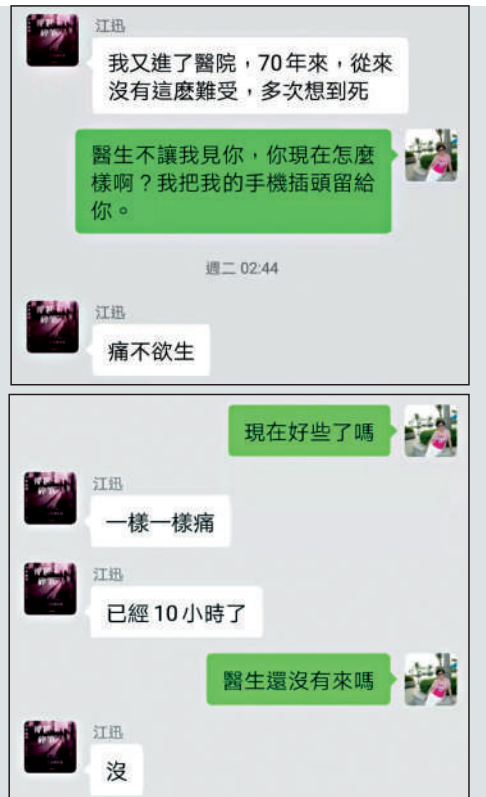 江迅
我又進了醫院，70年來，從來
沒有這麽難受，多次想到死
醫生不讓我見你，你現在怎麽
樣啊？我把我的手機插頭留給
你。
週二 02:44
江迅
痛不欲生
現在好些了嗎
江迅
一樣一樣痛
江迅
已經10小時了
醫生還沒有來嗎
江迅
沒